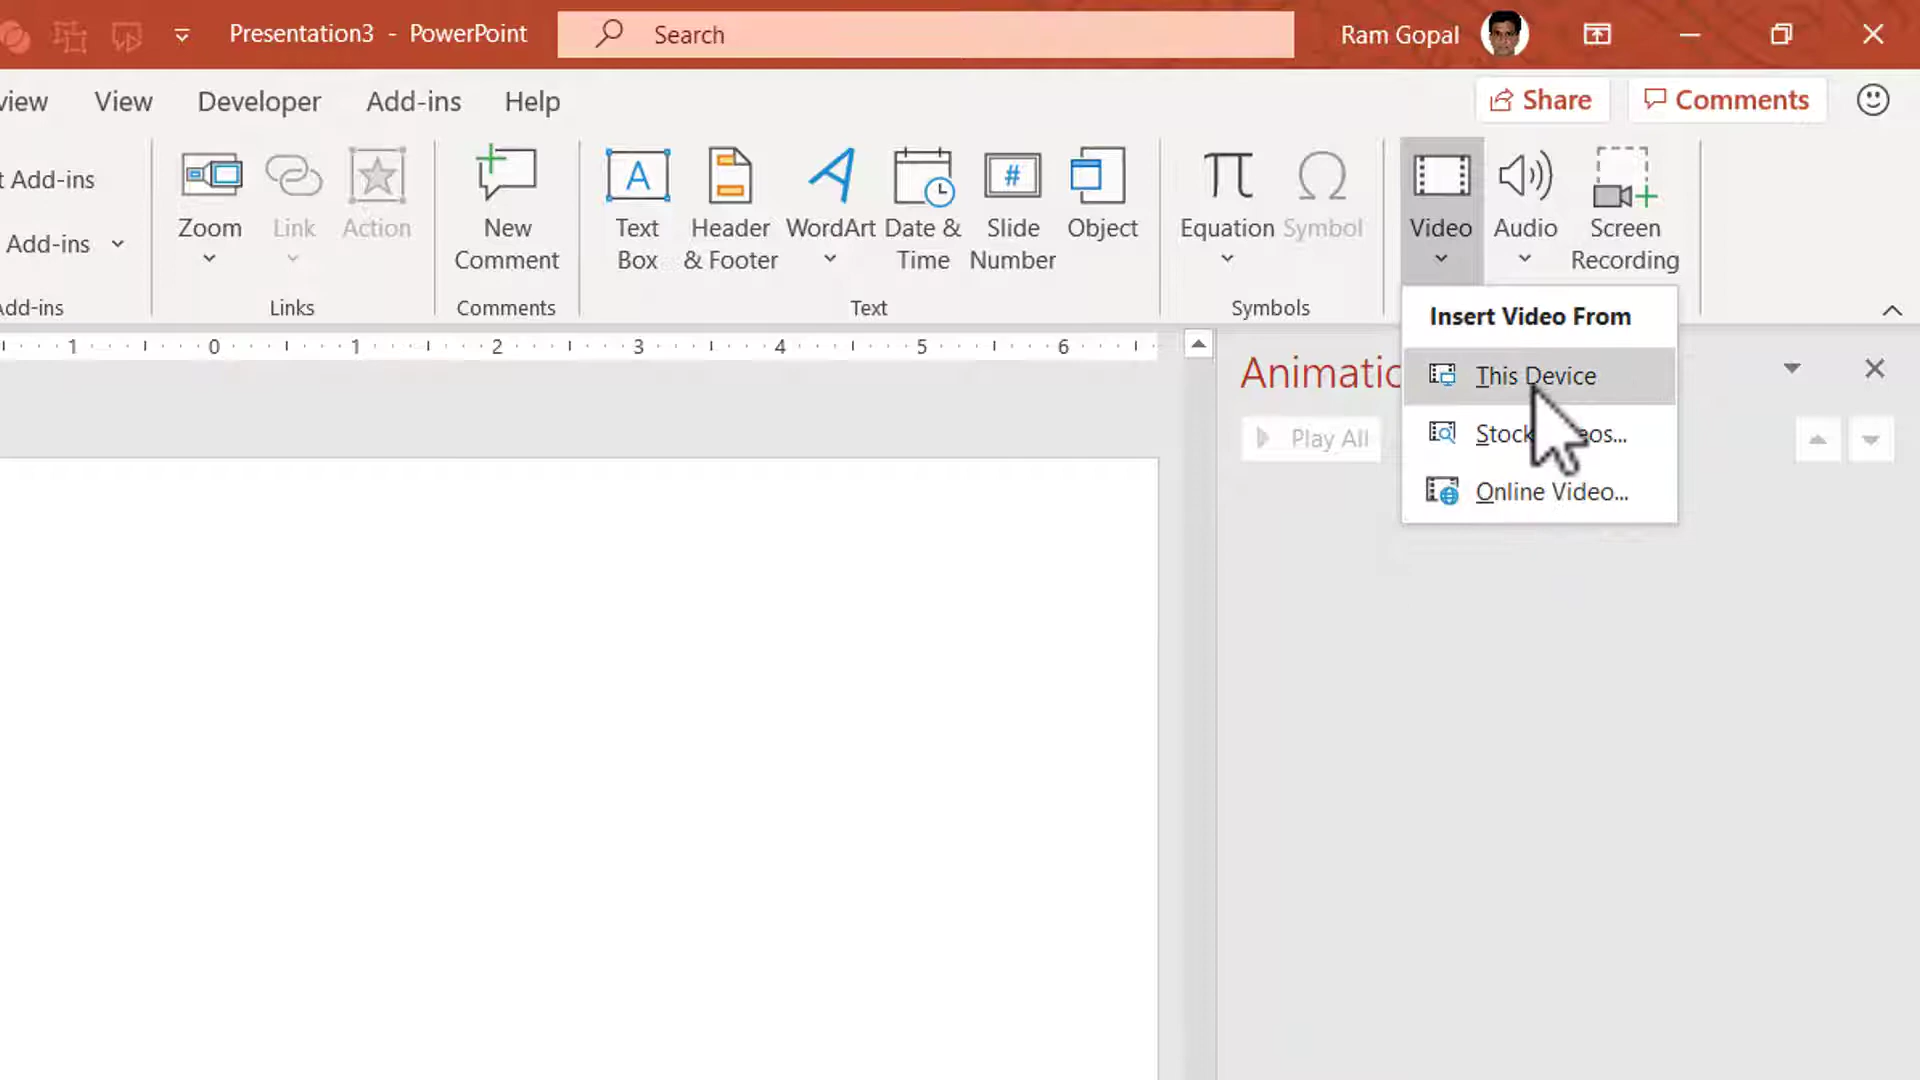 Presentation3 - PowerPoint
Search
Ram Gopal
view View Developer Add-ins Help
Share
Comments
t Add-ins
Add-ins
Add-ins
Zoom
Link
Action
Links
New
Comment
Comments
A
Text
Box
Header
& Footer
WordArt
Date &
Time
#
Slide
Number
Object
Text
π
Equation
Ω
Symbol
Symbols
Video
Audio
Screen
Recording
Insert Video From
This Device
Stock
Online Video...
1 0 1 2 3 4 5 6
Animatio
Play All